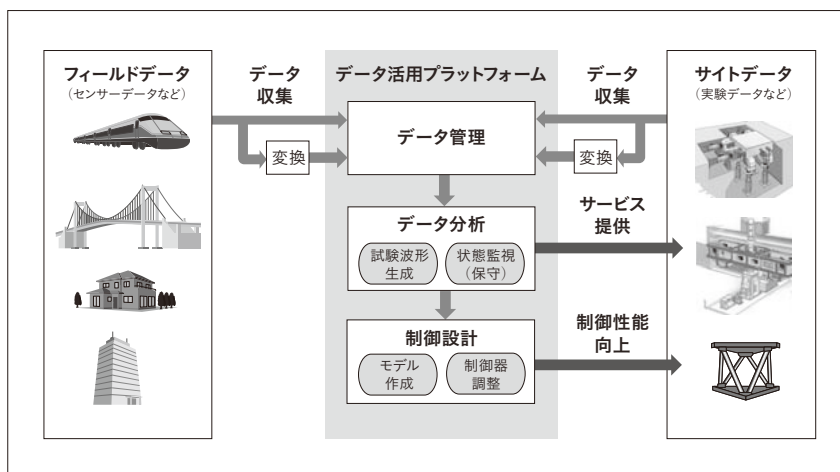 フィールドデータ
（センサーデータなど）
データ
収集
変換
データ活用プラットフォーム
データ管理
データ分析
試験波形
生成
状態監視
（保守）
制御設計
モデル
作成
制御器
調整
データ
収集
変換
サービス
提供
制御性能
向上
サイトデータ
（実験データなど）